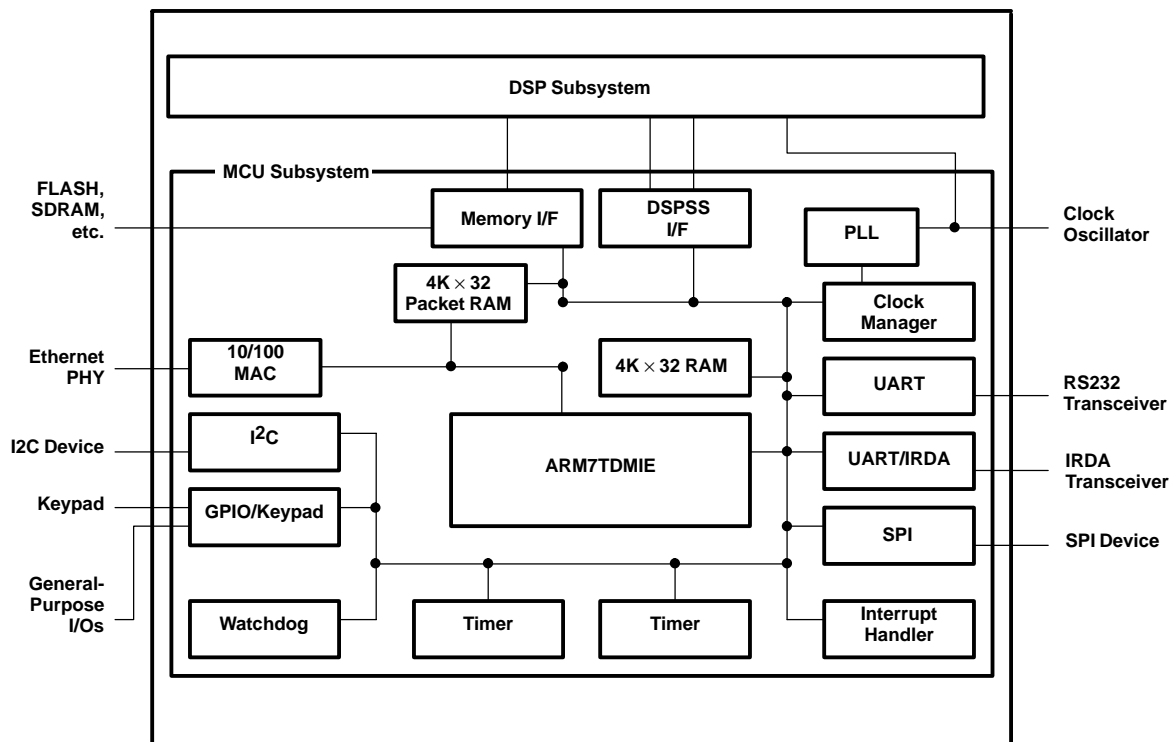 DSP Subsystem
MCU Subsystem
FLASH,
SDRAM,
etc.
Memory I/F
DSPSS
I/F
PLL
Clock
Oscillator
4K × 32
Packet RAM
Clock
Manager
Ethernet
PHY
10/100
MAC
4K × 32 RAM
UART
RS232
Transceiver
I2C Device
I²C
ARM7TDMIE
UART/IRDA
IRDA
Transceiver
Keypad
GPIO/Keypad
SPI
SPI Device
General-
Purpose
I/Os
Watchdog
Timer
Timer
Interrupt
Handler